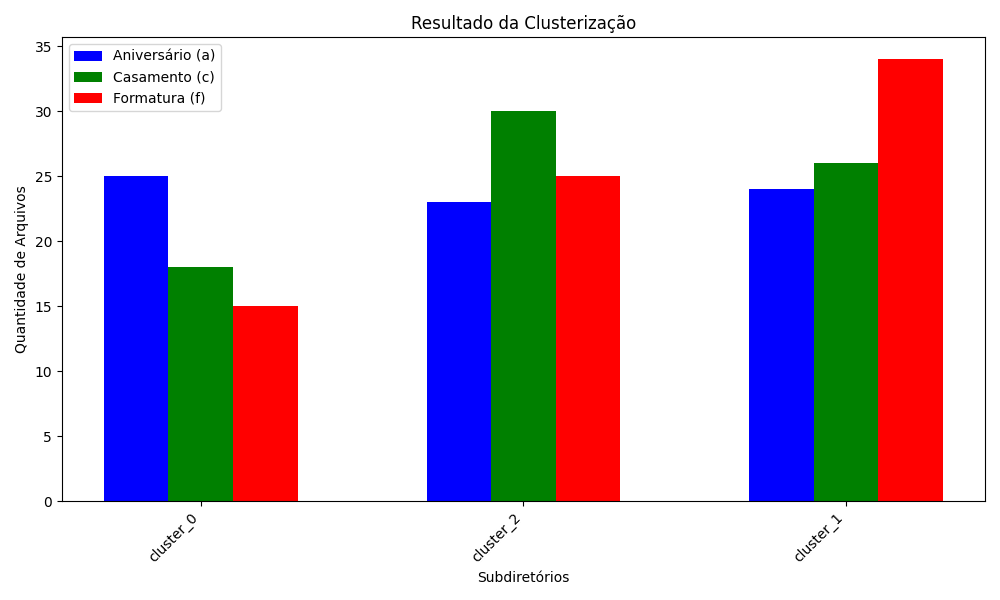 Resultado da Clusterização
Aniversário (a)
Casamento (c)
Formatura (f)
Quantidade de Arquivos
35
30
25
20
15
10
5
0
cluster_0
cluster_2
cluster_1
Subdiretórios